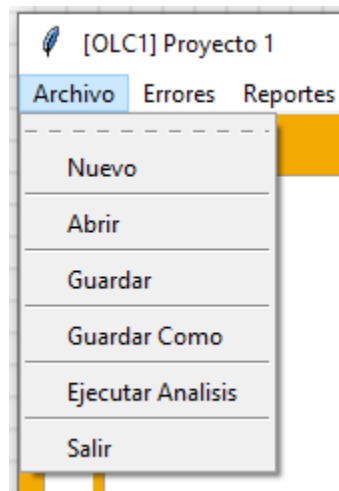 [OLC1] Proyecto 1
Archivo Errores Reportes
Nuevo
Abrir
Guardar
Guardar Como
Ejecutar Analisis
Salir